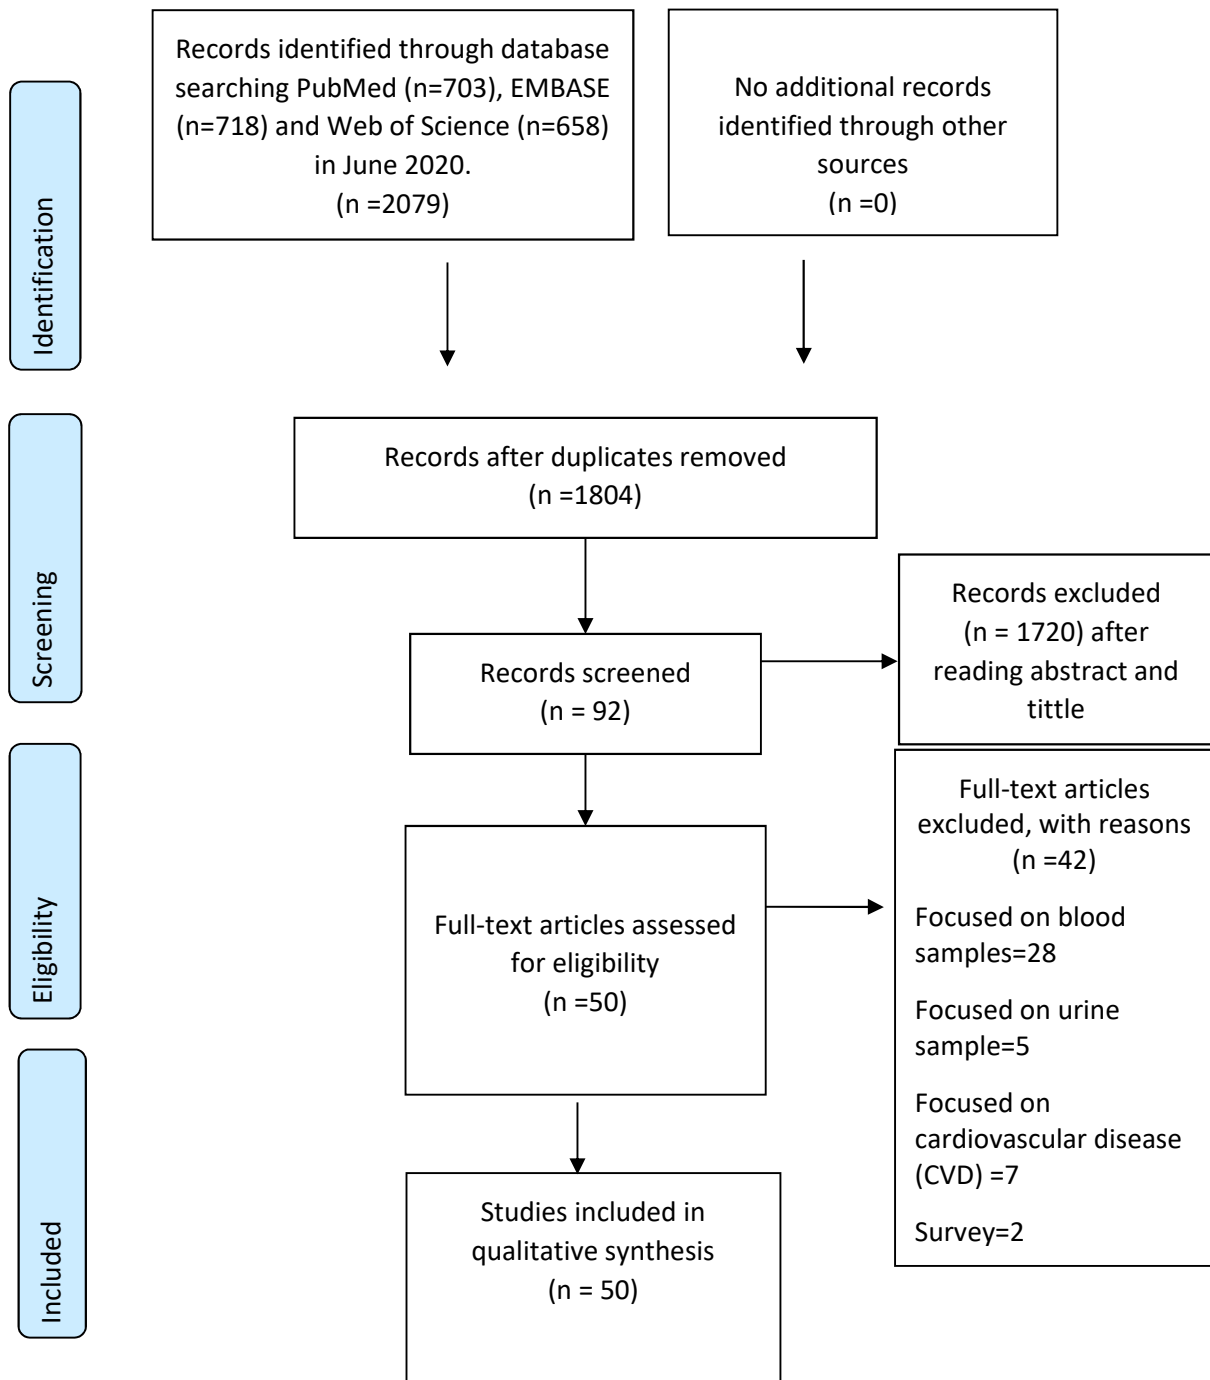 Records identified through database
searching PubMed (n=703), EMBASE
(n=718) and Web of Science (n=658)
in June 2020.
(n =2079)
No additional records
identified through other
sources
(n =0)
Identification
Records after duplicates removed
(n =1804)
Screening
Records screened
(n = 92)
Records excluded
(n = 1720) after
reading abstract and
tittle
Eligibility
Full-text articles assessed
for eligibility
(n =50)
Full-text articles
excluded, with reasons
(n =42)
Focused on blood
samples=28
Focused on urine
sample=5
Focused on
cardiovascular disease
(CVD) =7
Survey=2
Included
Studies included in
qualitative synthesis
(n = 50)